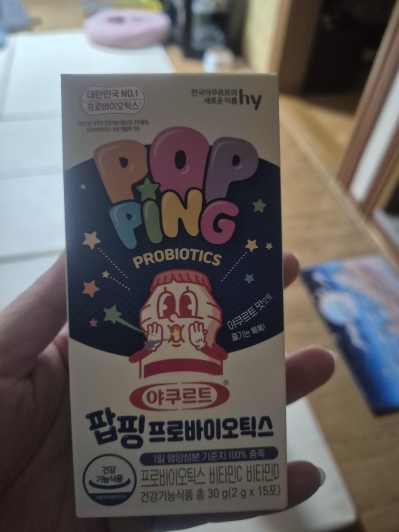 대한민국 NO.1
프로바이오틱스
한국야쿠르트의
새로운 이름 hy
POP
PiNG
PROBIOTICS
야쿠르트 맛으로
즐기는 톡톡!
야쿠르트
팝핑 프로바이오틱스
1일 영양성분 기준치 100% 충족
건강
기능식품
프로바이오틱스 비타민C 비타민D
건강기능식품 총 30 g(2 g x 15포)